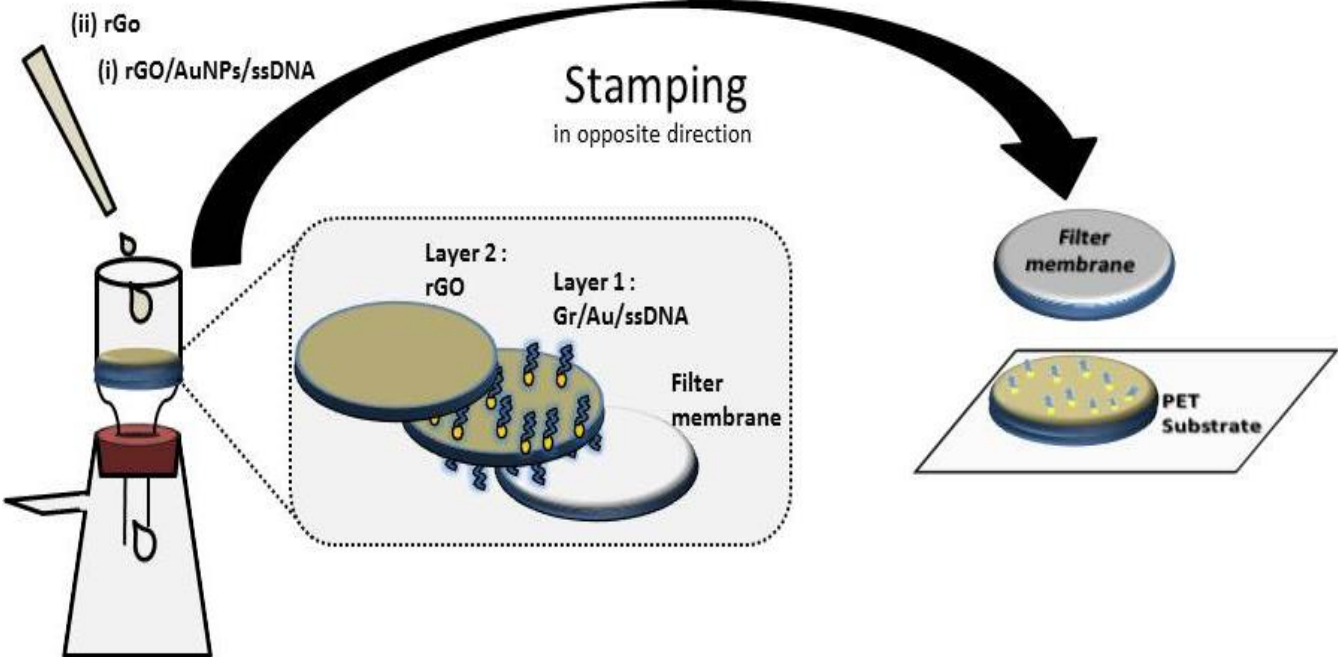 (ii) rGo
(i) rGO/AuNPs/ssDNA
Stamping
in opposite direction
Layer 2 :
rGO
Layer 1 :
Gr/Au/ssDNA
Filter
membrane
Filter
membrane
PET
Substrate